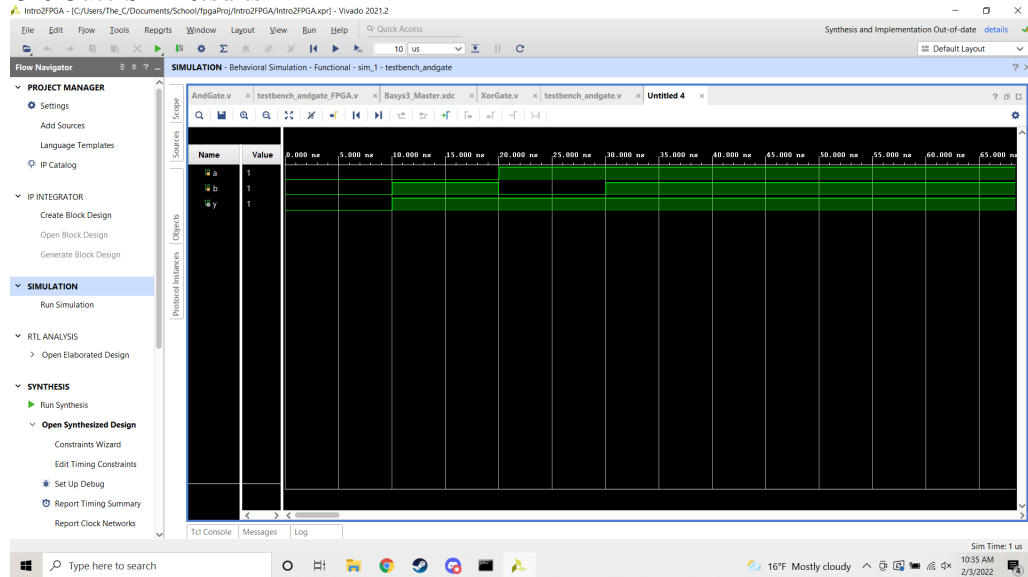 Intro2FPGA - [C:/Users/The_C/Documents/School/fpgaProj/Intro2FPGA/Intro2FPGA.xpr] - Vivado 2021.2
File Edit Flow Tools Reports Window Layout View Run Help Quick Access Synthesis and Implementation Out-of-date details
10 us Default Layout
Flow Navigator SIMULATION - Behavioral Simulation - Functional - sim_1 - testbench_andgate
PROJECT MANAGER
Settings
Add Sources
Language Templates
IP Catalog
IP INTEGRATOR
Create Block Design
Open Block Design
Generate Block Design
SIMULATION
Run Simulation
RTL ANALYSIS
Open Elaborated Design
SYNTHESIS
Run Synthesis
Open Synthesized Design
Constraints Wizard
Edit Timing Constraints
Set Up Debug
Report Timing Summary
Report Clock Networks
Scope
Sources
Objects
Protocol Instances
AndGate.v testbench_andgate_FPGA.v Basys3_Master.xdc XorGate.v testbench_andgate.v Untitled 4
Name Value 0.000 ns 5.000 ns 10.000 ns 15.000 ns 20.000 ns 25.000 ns 30.000 ns 35.000 ns 40.000 ns 45.000 ns 50.000 ns 55.000 ns 60.000 ns 65.000 n
a 1
b 1
y 1
Tcl Console Messages Log
Sim Time: 1 us
Type here to search 16°F Mostly cloudy 10:35 AM
2/3/2022
4